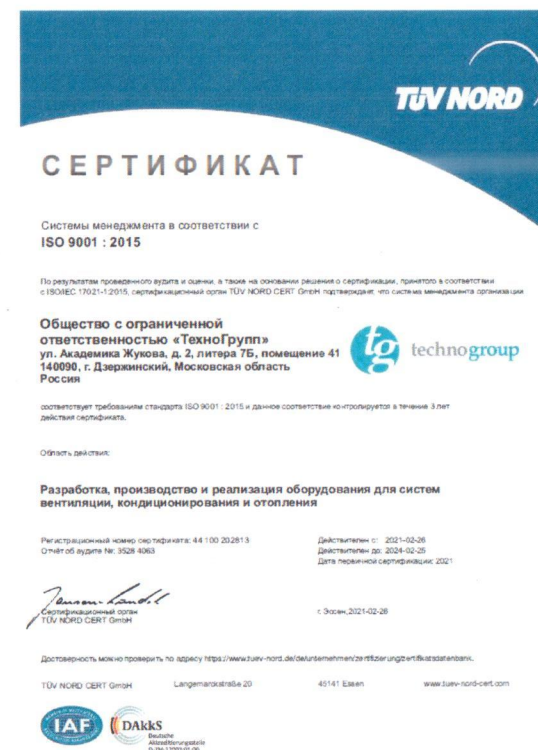 TÜV NORD
СЕРТИФИКАТ
Системы менеджмента в соответствии с
ISO 9001 : 2015
По результатам проведенного аудита и оценки, а также на основании решения о сертификации, принятого в соответствии
с ISO/IEC 17021-1:2015, сертификационный орган TÜV NORD CERT GmbH подтверждает, что система менеджмента организации
Общество с ограниченной
ответственностью «ТехноГрупп»
ул. Академика Жукова, д. 2, литера 7Б, помещение 41
140090, г. Дзержинский, Московская область
Россия
tg technogroup
соответствует требованиям стандарта ISO 9001 : 2015 и данное соответствие контролируется в течение 3 лет
действия сертификата.
Область действия:
Разработка, производство и реализация оборудования для систем
вентиляции, кондиционирования и отопления
Регистрационный номер сертификата: 44 100 202813
Отчёт об аудите №: 3528 4063
Действителен с: 2021-02-26
Действителен до: 2024-02-25
Дата первичной сертификации: 2021
Сертификационный орган
TÜV NORD CERT GmbH
г. Эссен, 2021-02-26
Достоверность можно проверить по адресу https://www.tuev-nord.de/de/unternehmen/zertifizierung/zertifikatsdatenbank.
TÜV NORD CERT GmbH Langemarckstraße 20 45141 Essen www.tuev-nord-cert.com
IAF
DAkkS
Deutsche
Akkreditierungsstelle